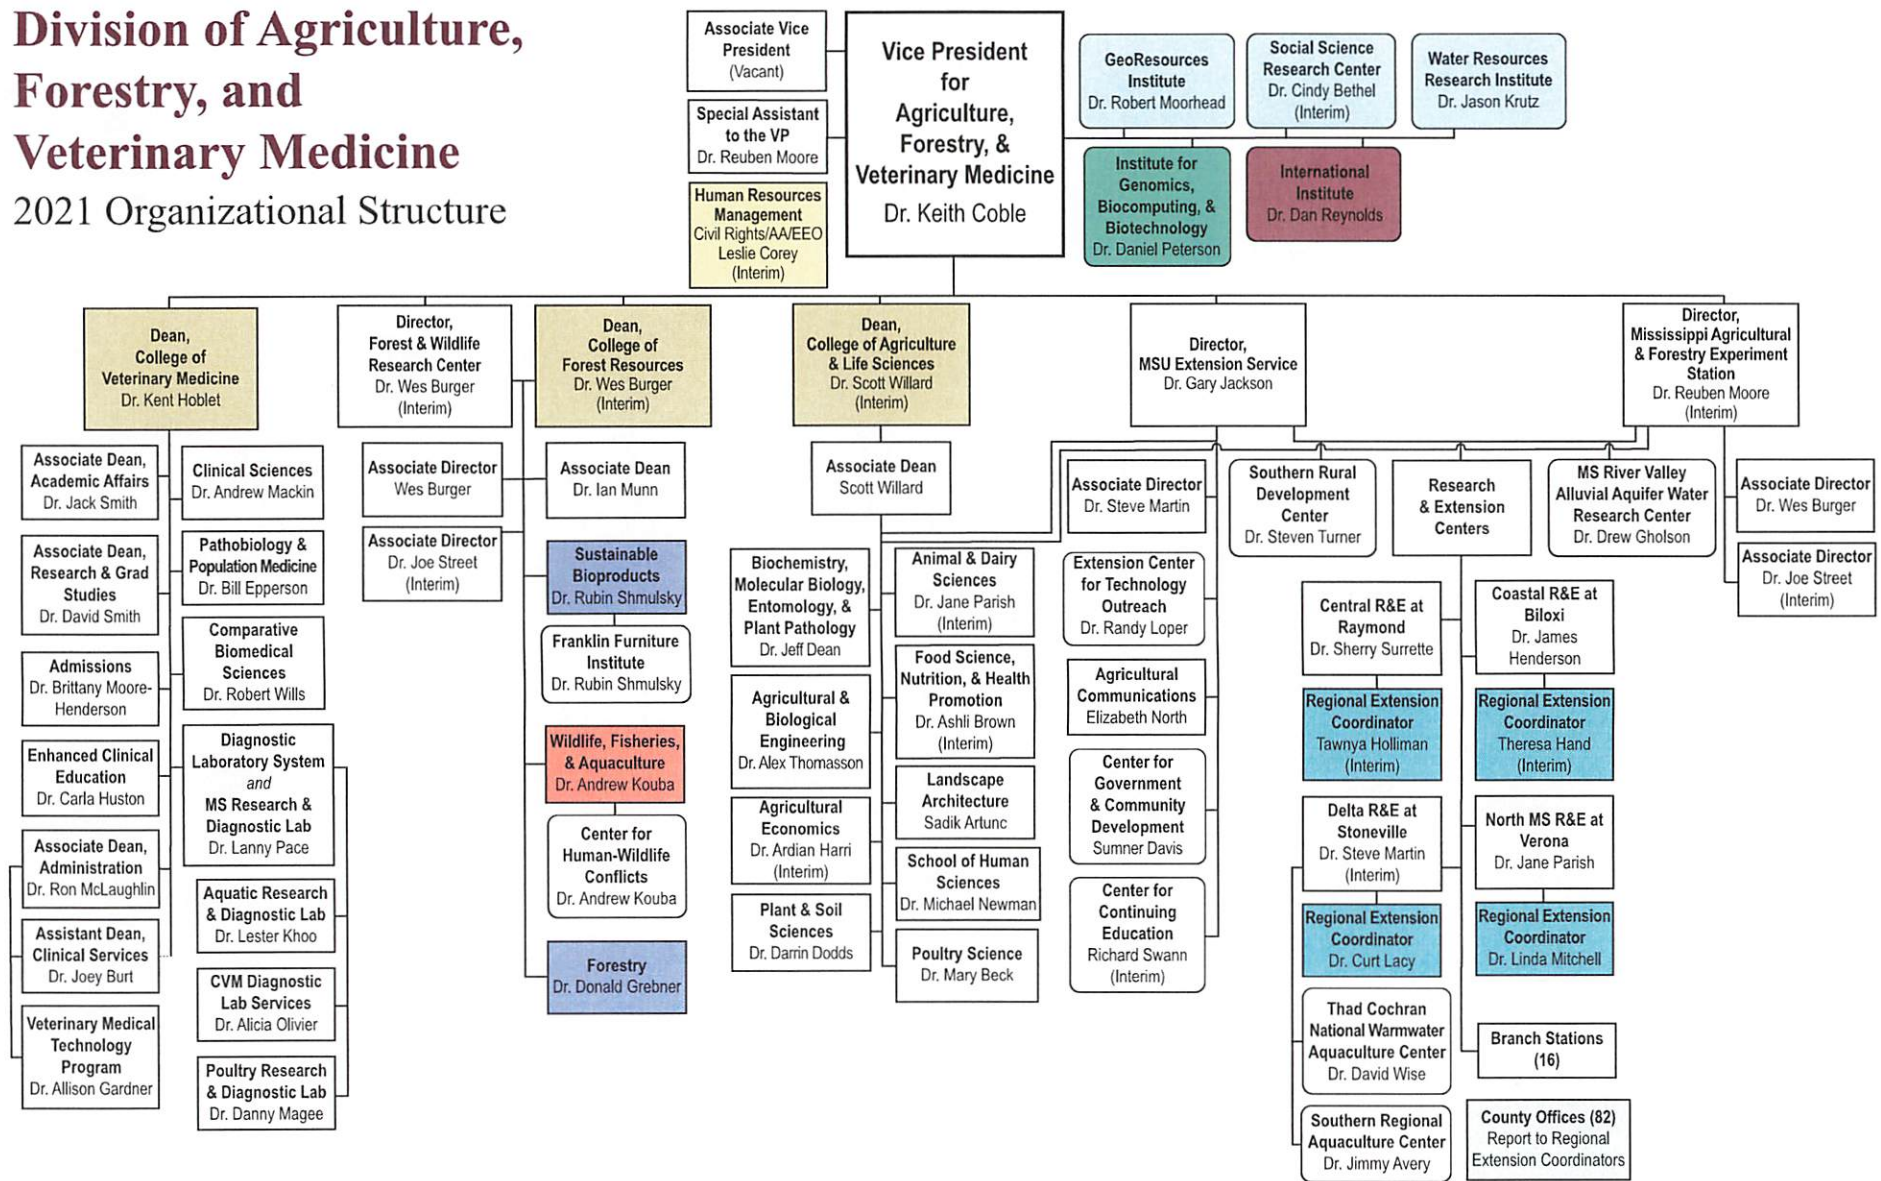 Division of Agriculture,
Forestry, and
Veterinary Medicine
2021 Organizational Structure
Associate Vice
President
(Vacant)
Special Assistant
to the VP
Dr. Reuben Moore
Human Resources
Management
Civil Rights/AA/EEO
Leslie Corey
(Interim)
Vice President
for
Agriculture,
Forestry, &
Veterinary Medicine
Dr. Keith Coble
GeoResources
Institute
Dr. Robert Moorhead
Social Science
Research Center
Dr. Cindy Bethel
(Interim)
Water Resources
Research Institute
Dr. Jason Krutz
Institute for
Genomics,
Biocomputing, &
Biotechnology
Dr. Daniel Peterson
International
Institute
Dr. Dan Reynolds
Dean,
College of
Veterinary Medicine
Dr. Kent Hoblet
Director,
Forest & Wildlife
Research Center
Dr. Wes Burger
(Interim)
Dean,
College of
Forest Resources
Dr. Wes Burger
(Interim)
Dean,
College of Agriculture
& Life Sciences
Dr. Scott Willard
(Interim)
Director,
MSU Extension Service
Dr. Gary Jackson
Director,
Mississippi Agricultural
& Forestry Experiment
Station
Dr. Reuben Moore
(Interim)
Associate Dean,
Academic Affairs
Dr. Jack Smith
Associate Dean,
Research & Grad
Studies
Dr. David Smith
Admissions
Dr. Brittany Moore-
Henderson
Enhanced Clinical
Education
Dr. Carla Huston
Associate Dean,
Administration
Dr. Ron McLaughlin
Assistant Dean,
Clinical Services
Dr. Joey Burt
Veterinary Medical
Technology
Program
Dr. Allison Gardner
Clinical Sciences
Dr. Andrew Mackin
Pathobiology &
Population Medicine
Dr. Bill Epperson
Comparative
Biomedical
Sciences
Dr. Robert Wills
Diagnostic
Laboratory System
and
MS Research &
Diagnostic Lab
Dr. Lanny Pace
Aquatic Research
& Diagnostic Lab
Dr. Lester Khoo
CVM Diagnostic
Lab Services
Dr. Alicia Olivier
Poultry Research
& Diagnostic Lab
Dr. Danny Magee
Associate Director
Wes Burger
Associate Director
Dr. Joe Street
(Interim)
Associate Dean
Dr. Ian Munn
Sustainable
Bioproducts
Dr. Rubin Shmulsky
Franklin Furniture
Institute
Dr. Rubin Shmulsky
Wildlife, Fisheries,
& Aquaculture
Dr. Andrew Kouba
Center for
Human-Wildlife
Conflicts
Dr. Andrew Kouba
Forestry
Dr. Donald Grebner
Associate Dean
Scott Willard
Biochemistry,
Molecular Biology,
Entomology, &
Plant Pathology
Dr. Jeff Dean
Agricultural &
Biological
Engineering
Dr. Alex Thomasson
Agricultural
Economics
Dr. Ardian Harri
(Interim)
Plant & Soil
Sciences
Dr. Darrin Dodds
Animal & Dairy
Sciences
Dr. Jane Parish
(Interim)
Food Science,
Nutrition, & Health
Promotion
Dr. Ashli Brown
(Interim)
Landscape
Architecture
Sadik Artunc
School of Human
Sciences
Dr. Michael Newman
Poultry Science
Dr. Mary Beck
Associate Director
Dr. Steve Martin
Extension Center
for Technology
Outreach
Dr. Randy Loper
Agricultural
Communications
Elizabeth North
Center for
Government
& Community
Development
Sumner Davis
Center for
Continuing
Education
Richard Swann
(Interim)
Southern Rural
Development
Center
Dr. Steven Turner
Research
& Extension
Centers
MS River Valley
Alluvial Aquifer Water
Research Center
Dr. Drew Gholson
Associate Director
Dr. Wes Burger
Associate Director
Dr. Joe Street
(Interim)
Central R&E at
Raymond
Dr. Sherry Surrette
Regional Extension
Coordinator
Tawnya Holliman
(Interim)
Delta R&E at
Stoneville
Dr. Steve Martin
(Interim)
Regional Extension
Coordinator
Dr. Curt Lacy
Thad Cochran
National Warmwater
Aquaculture Center
Dr. David Wise
Southern Regional
Aquaculture Center
Dr. Jimmy Avery
Coastal R&E at
Biloxi
Dr. James
Henderson
Regional Extension
Coordinator
Theresa Hand
(Interim)
North MS R&E at
Verona
Dr. Jane Parish
Regional Extension
Coordinator
Dr. Linda Mitchell
Branch Stations
(16)
County Offices (82)
Report to Regional
Extension Coordinators